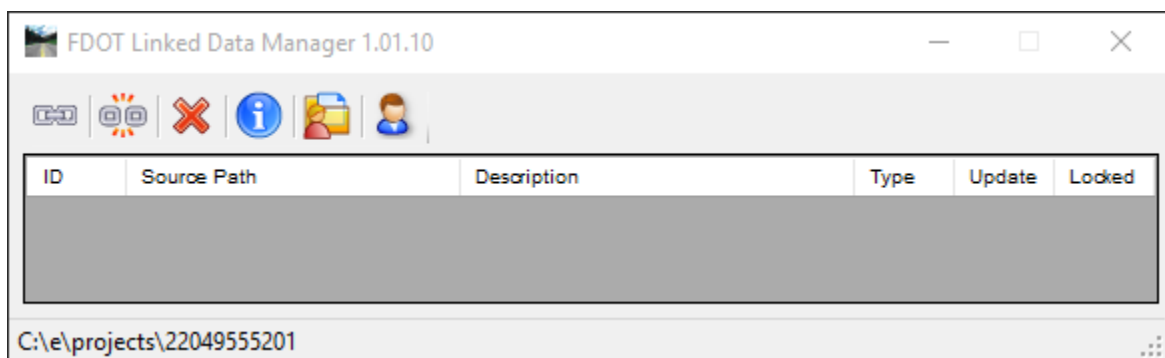 FDOT Linked Data Manager 1.01.10
ID Source Path Description Type Update Locked
C:\e\projects\22049555201